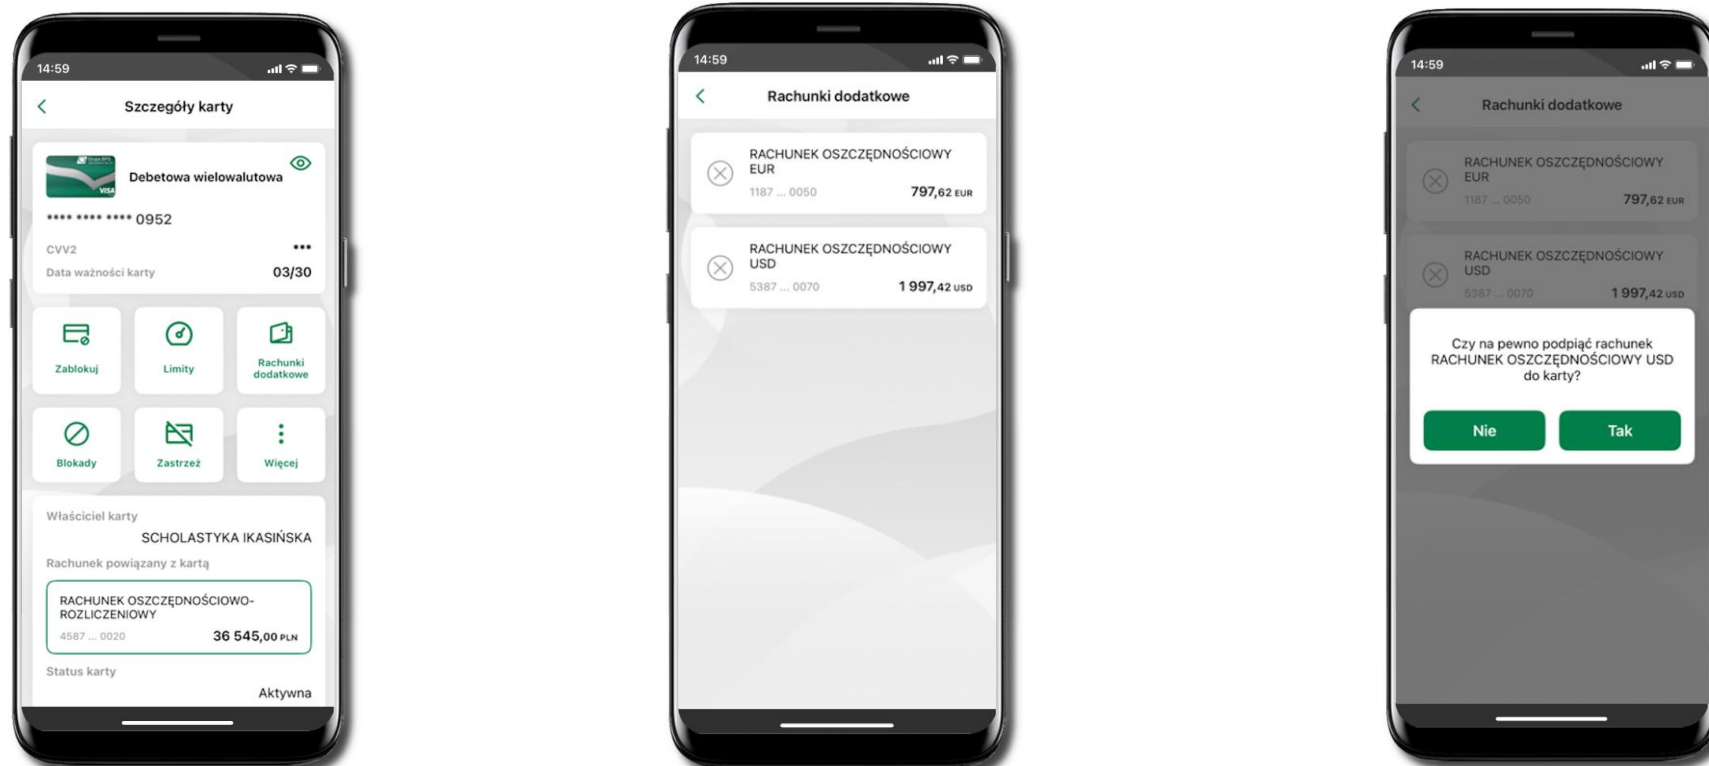 14:59
Szczegóły karty
Grupa BPS
VISA
Debetowa wielowalutowa
**** **** **** 0952
CVV2
•••
Data ważności karty
03/30
Zablokuj
Limity
Rachunki
dodatkowe
Blokady
Zastrzeż
Więcej
Właściciel karty
SCHOLASTYKA IKASIŃSKA
Rachunek powiązany z kartą
RACHUNEK OSZCZĘDNOŚCIOWO-
ROZLICZENIOWY
4587 ... 0020
36 545,00 PLN
Status karty
Aktywna
14:59
Rachunki dodatkowe
RACHUNEK OSZCZĘDNOŚCIOWY
EUR
1187 ... 0050
797,62 EUR
RACHUNEK OSZCZĘDNOŚCIOWY
USD
5387 ... 0070
1 997,42 USD
14:59
Rachunki dodatkowe
RACHUNEK OSZCZĘDNOŚCIOWY
EUR
1187 ... 0050
797,62 EUR
RACHUNEK OSZCZĘDNOŚCIOWY
USD
5387 ... 0070
1 997,42 USD
Czy na pewno podpiąć rachunek
RACHUNEK OSZCZĘDNOŚCIOWY USD
do karty?
Nie
Tak